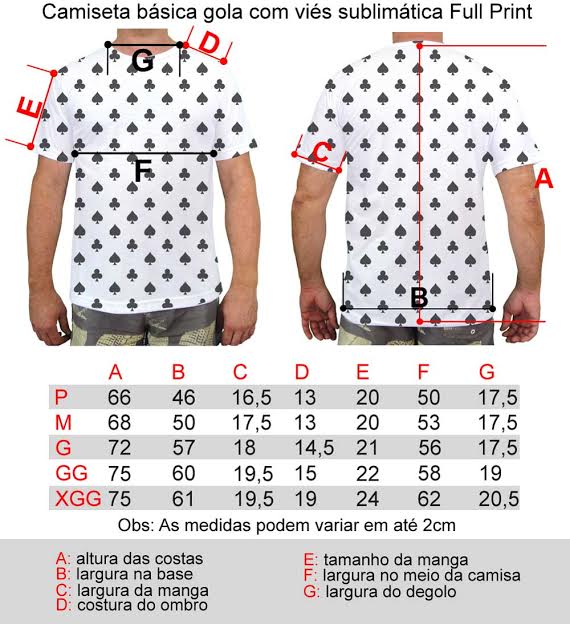 Camiseta básica gola com viés sublimática Full Print
G
D
E
F
C
A
B
A B C D E F G
P 66 46 16,5 13 20 50 17,5
M 68 50 17,5 13 20 53 17,5
G 72 57 18 14,5 21 56 17,5
GG 75 60 19,5 15 22 58 19
XGG 75 61 19,5 19 24 62 20,5
Obs: As medidas podem variar em até 2cm
A: altura das costas
B: largura na base
C: largura da manga
D: costura do ombro
E: tamanho da manga
F: largura no meio da camisa
G: largura do degolo